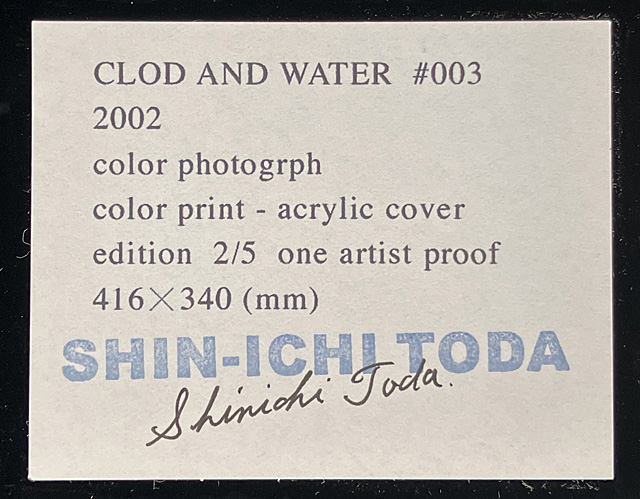 CLOD AND WATER #003
2002
color photogrph
color print - acrylic cover
edition 2/5 one artist proof
416×340 (mm)
SHIN-ICHI TODA
Shinichi Toda.